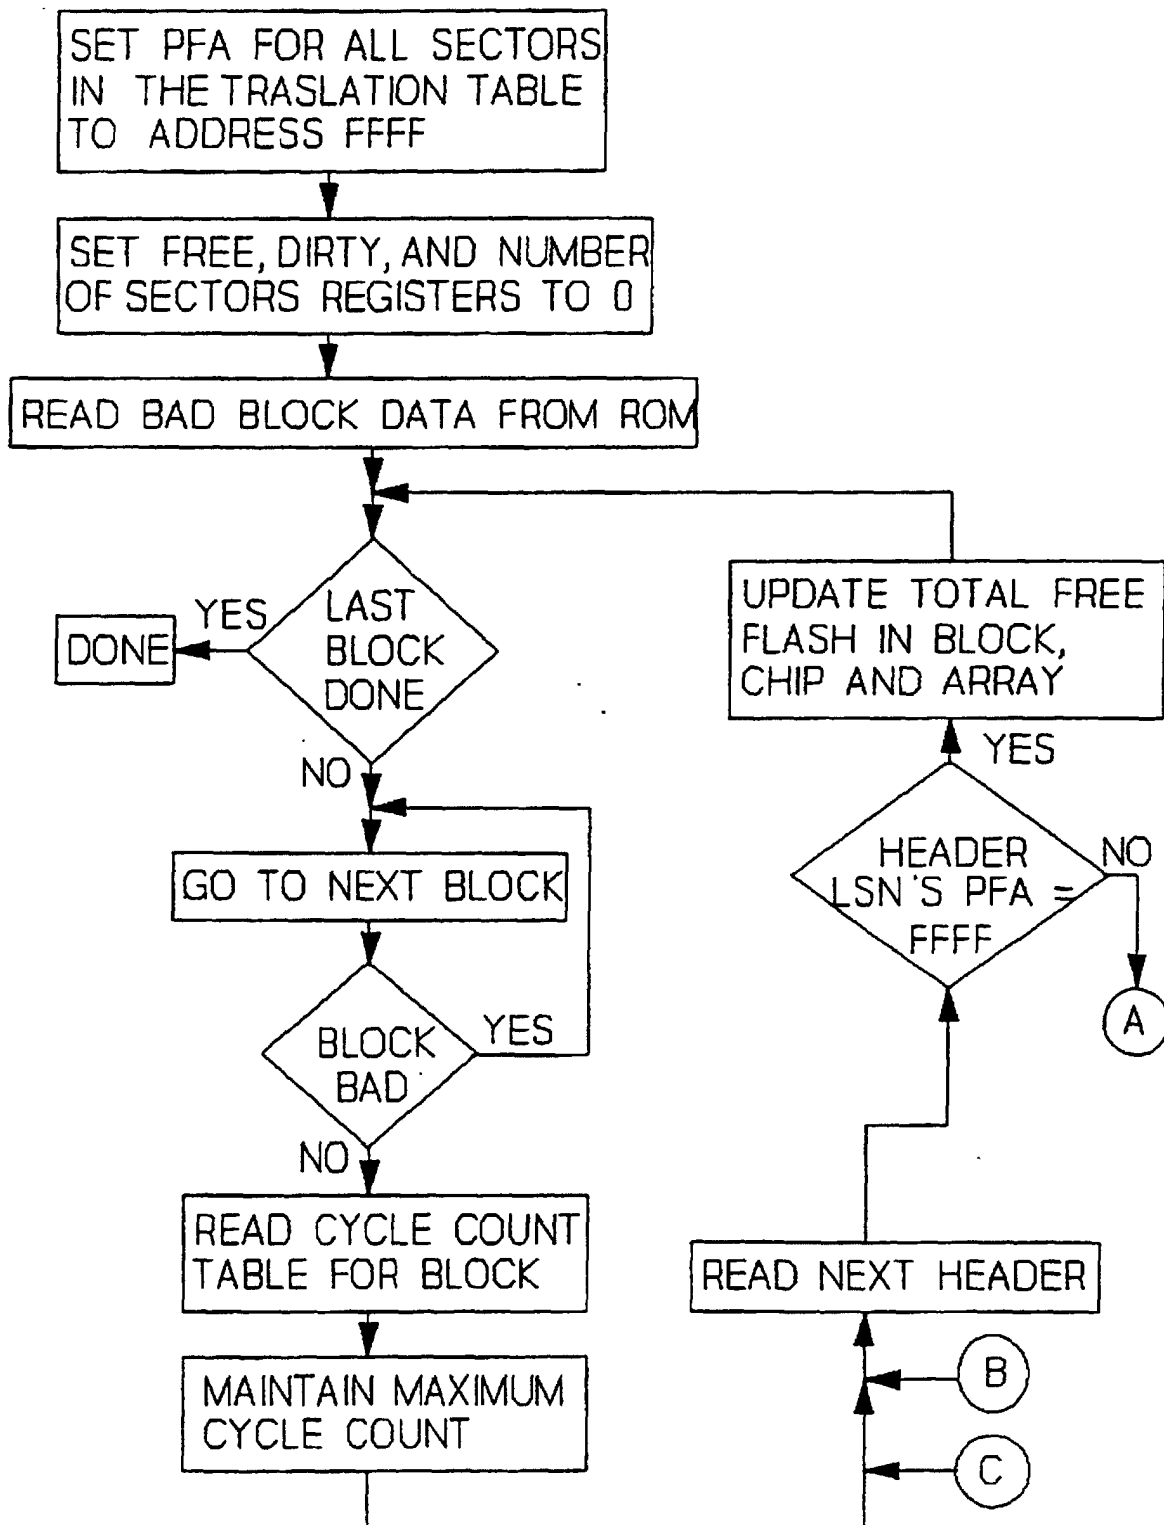 SET PFA FOR ALL SECTORS
IN THE TRASLATION TABLE
TO ADDRESS FFFF
SET FREE, DIRTY, AND NUMBER
OF SECTORS REGISTERS TO 0
READ BAD BLOCK DATA FROM ROM
LAST
BLOCK
DONE
YES
DONE
NO
GO TO NEXT BLOCK
BLOCK
BAD
YES
NO
READ CYCLE COUNT
TABLE FOR BLOCK
MAINTAIN MAXIMUM
CYCLE COUNT
UPDATE TOTAL FREE
FLASH IN BLOCK,
CHIP AND ARRAY
YES
HEADER
LSN'S PFA =
FFFF
NO
A
READ NEXT HEADER
B
C